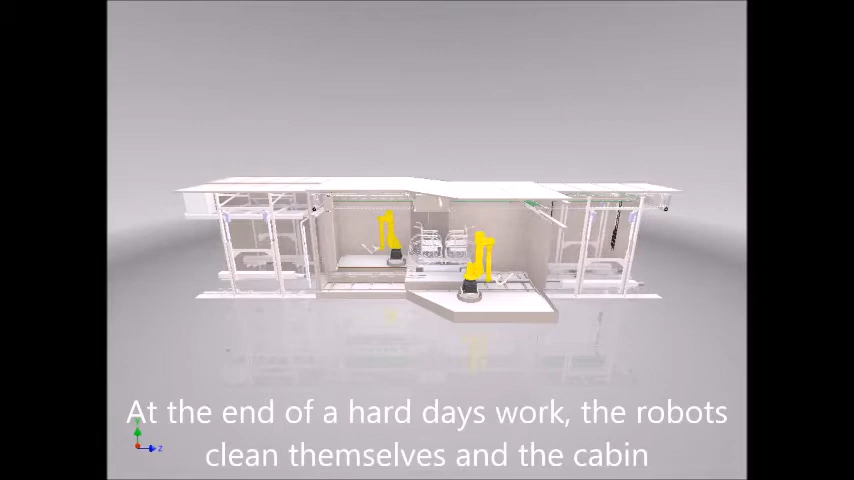 At the end of a hard days work, the robots
clean themselves and the cabin
Z